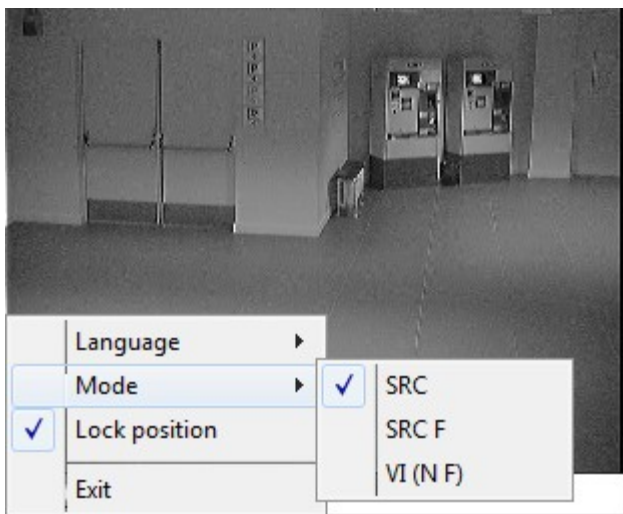 Language
Mode
Lock position
Exit
SRC
SRC F
VI (N F)